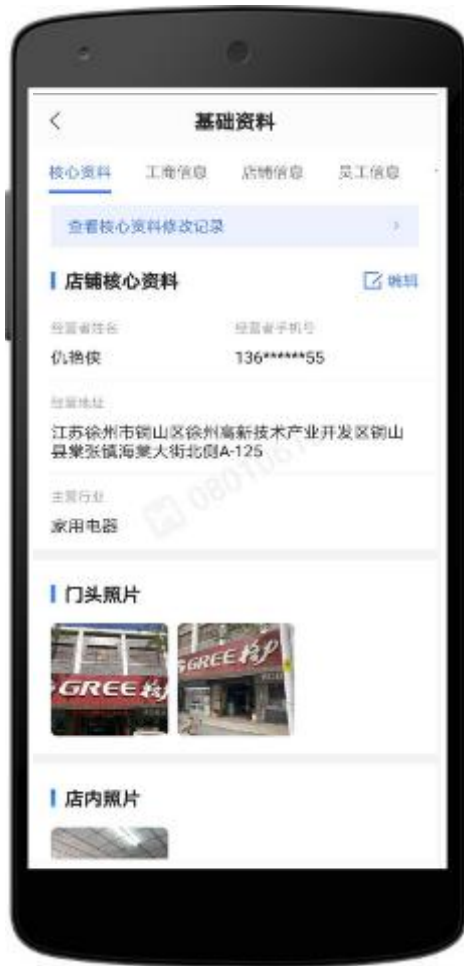 基础资料
核心资料 工商信息 店铺信息 员工信息
查看核心资料修改记录
店铺核心资料 编辑
经营者姓名 经营者手机号
仇艳侠 136******55
经营地址
江苏徐州市铜山区徐州高新技术产业开发区铜山
县棠张镇海棠大街北侧A-125
主营行业
家用电器
门头照片
GREE 格力
GREE 格力
店内照片